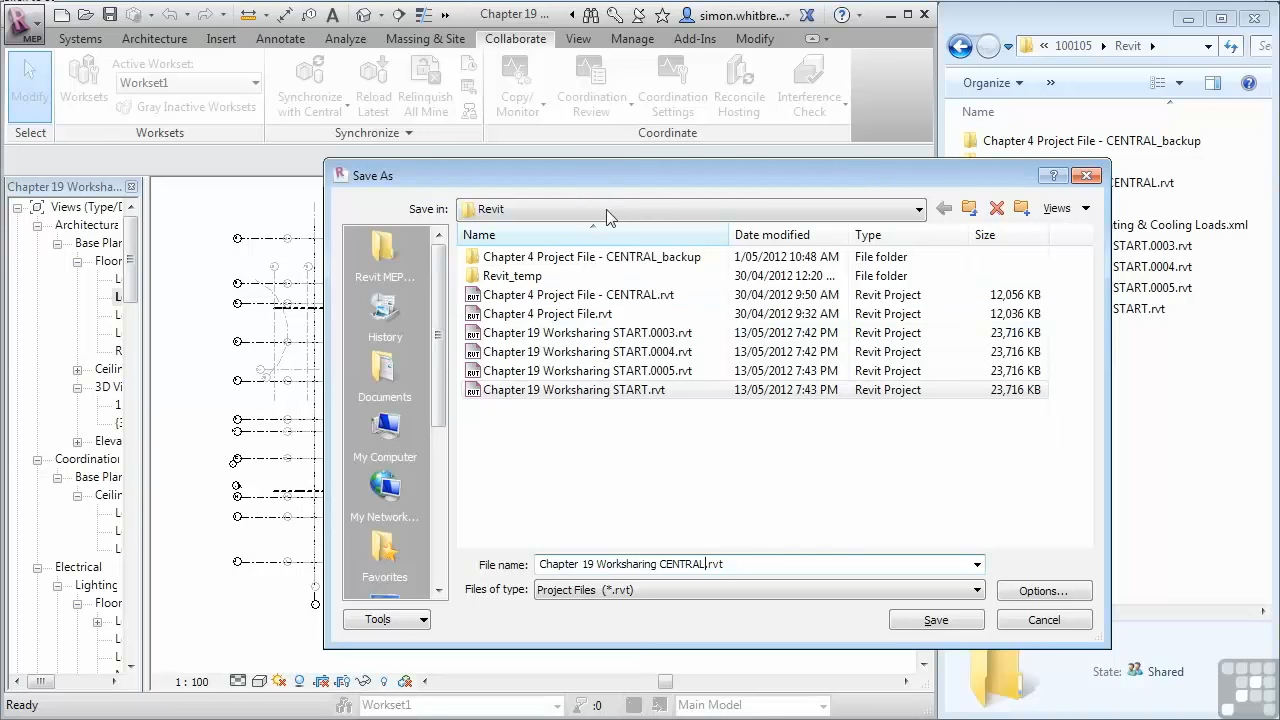 Chapter 19 ...
simon.whitbre...
MEP
Systems Architecture Insert Annotate Analyze Massing & Site Collaborate View Manage Add-Ins Modify
Modify
Worksets
Active Workset:
Workset1
Gray Inactive Worksets
Synchronize with Central
Reload Latest
Relinquish All Mine
Copy/ Monitor
Coordination Review
Coordination Settings
Reconcile Hosting
Interference Check
Select Worksets Synchronize Coordinate
100105 Revit
Organize
Name
Chapter 4 Project File - CENTRAL_backup
CENTRAL.rvt
ting & Cooling Loads.xml
START.0003.rvt
START.0004.rvt
START.0005.rvt
START.rvt
State: Shared
Chapter 19 Worksha...
Views (Type/D
Architecture
Base Plan
Floor
Ceilin
3D Vi
Eleva
Coordination
Base Plan
Ceilin
Electrical
Lighting
Floor
Save As
Save in: Revit
Views
Name Date modified Type Size
Chapter 4 Project File - CENTRAL_backup 1/05/2012 10:48 AM File folder
Revit_temp 30/04/2012 12:20 ... File folder
Chapter 4 Project File - CENTRAL.rvt 30/04/2012 9:50 AM Revit Project 12,056 KB
Chapter 4 Project File.rvt 30/04/2012 9:32 AM Revit Project 12,036 KB
Chapter 19 Worksharing START.0003.rvt 13/05/2012 7:42 PM Revit Project 23,716 KB
Chapter 19 Worksharing START.0004.rvt 13/05/2012 7:42 PM Revit Project 23,716 KB
Chapter 19 Worksharing START.0005.rvt 13/05/2012 7:43 PM Revit Project 23,716 KB
Chapter 19 Worksharing START.rvt 13/05/2012 7:43 PM Revit Project 23,716 KB
Revit MEP...
History
Documents
My Computer
My Network...
Favorites
File name: Chapter 19 Worksharing CENTRAL.rvt
Files of type: Project Files (*.rvt)
Options...
Tools
Save
Cancel
1 : 100
Ready
Workset1
:0
Main Model